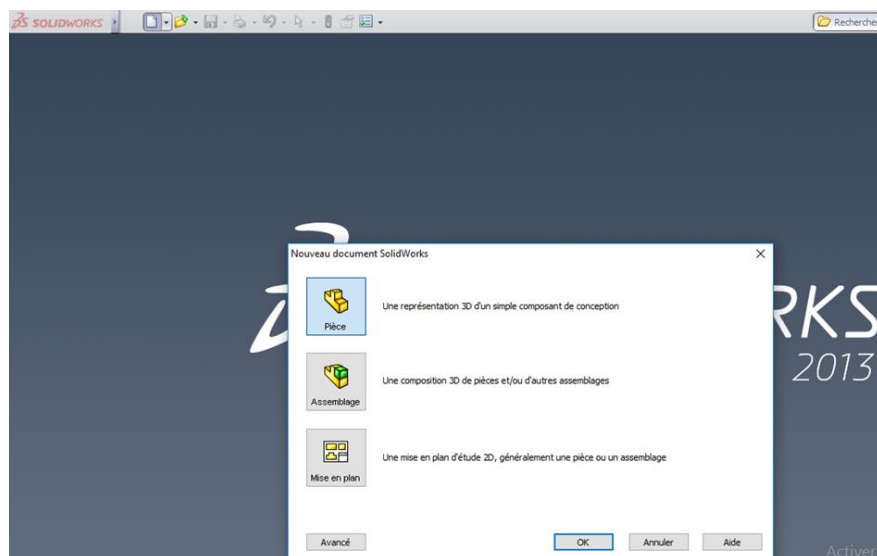 SOLIDWORKS
Recherche
Nouveau document SolidWorks
Pièce
Une représentation 3D d'un simple composant de conception
RKS
2013
Assemblage
Une composition 3D de pièces et/ou d'autres assemblages
Mise en plan
Une mise en plan d'étude 2D, généralement une pièce ou un assemblage
Avancé
OK
Annuler
Aide
Activer